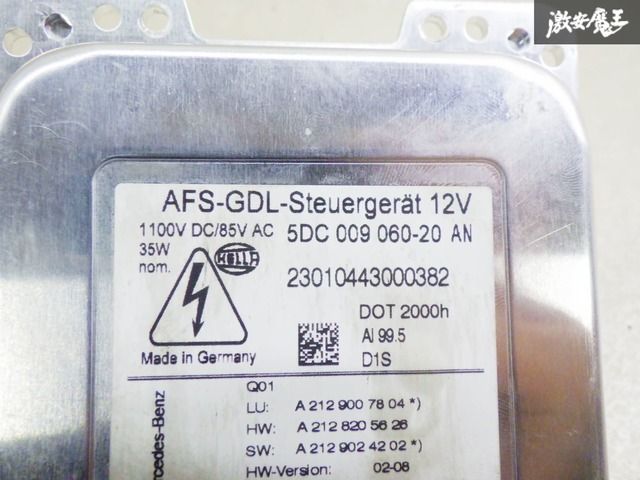 激安魔王
AFS-GDL-Steuergerät 12V
1100V DC/85V AC 5DC 009 060-20 AN
35W
nom.
HELLA
23010443000382
DOT 2000h
Al 99.5
D1S
Made in Germany
Mercedes-Benz
Q01
LU: A 212 900 78 04 *)
HW: A 212 820 56 26
SW: A 212 902 42 02 *)
HW-Version: 02-08